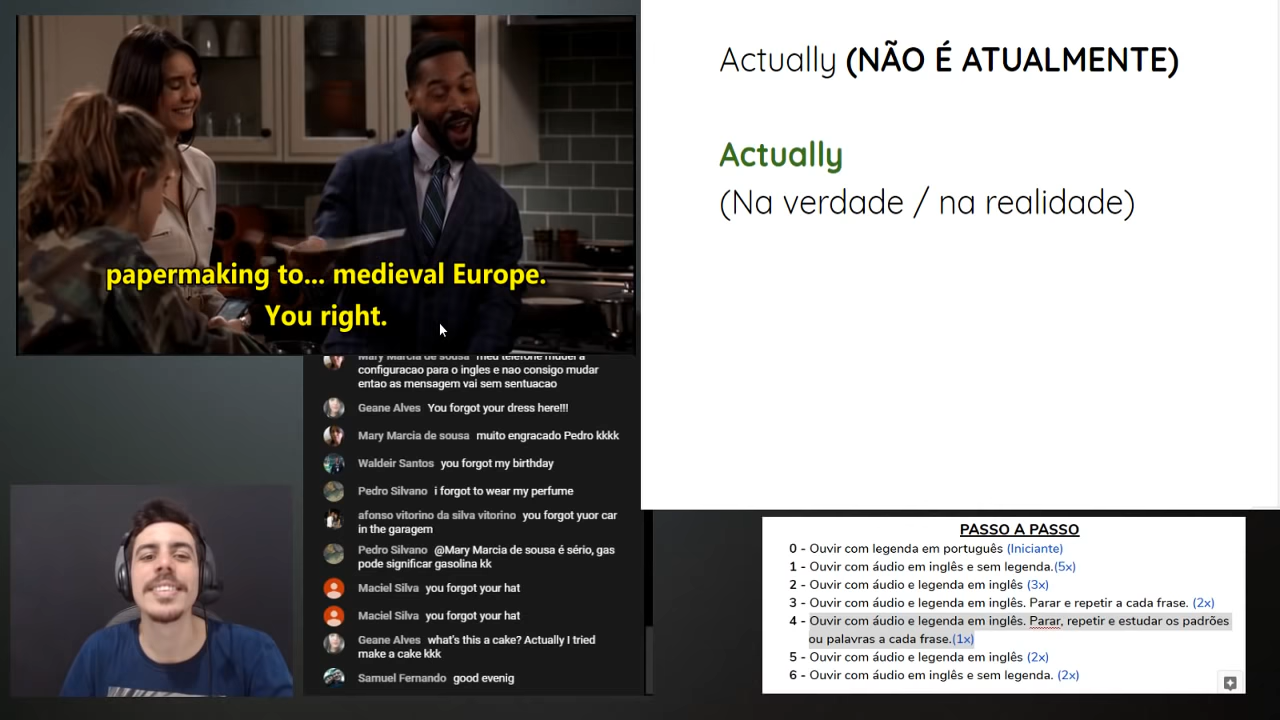 papermaking to... medieval Europe.
You right.
Actually (NÃO É ATUALMENTE)
Actually
(Na verdade / na realidade)
Mary Marcia de sousa meu telefone mudei a
configuracao para o ingles e nao consigo mudar
entao as mensagem vai sem sentuacao
Geane Alves You forgot your dress here!!!
Mary Marcia de sousa muito engracado Pedro kkkk
Waldeir Santos you forgot my birthday
Pedro Silvano i forgot to wear my perfume
afonso vitorino da silva vitorino you forgot yuor car
in the garagem
Pedro Silvano @Mary Marcia de sousa é sério, gas
pode significar gasolina kk
Maciel Silva you forgot your hat
Maciel Silva you forgot your hat
Geane Alves what's this a cake? Actually I tried
make a cake kkk
Samuel Fernando good evenig
PASSO A PASSO
0 - Ouvir com legenda em português (Iniciante)
1 - Ouvir com áudio em inglês e sem legenda.(5x)
2 - Ouvir com áudio e legenda em inglês (3x)
3 - Ouvir com áudio e legenda em inglês. Parar e repetir a cada frase. (2x)
4 - Ouvir com áudio e legenda em inglês. Parar, repetir e estudar os padrões
ou palavras a cada frase.(1x)
5 - Ouvir com áudio e legenda em inglês (2x)
6 - Ouvir com áudio em inglês e sem legenda. (2x)